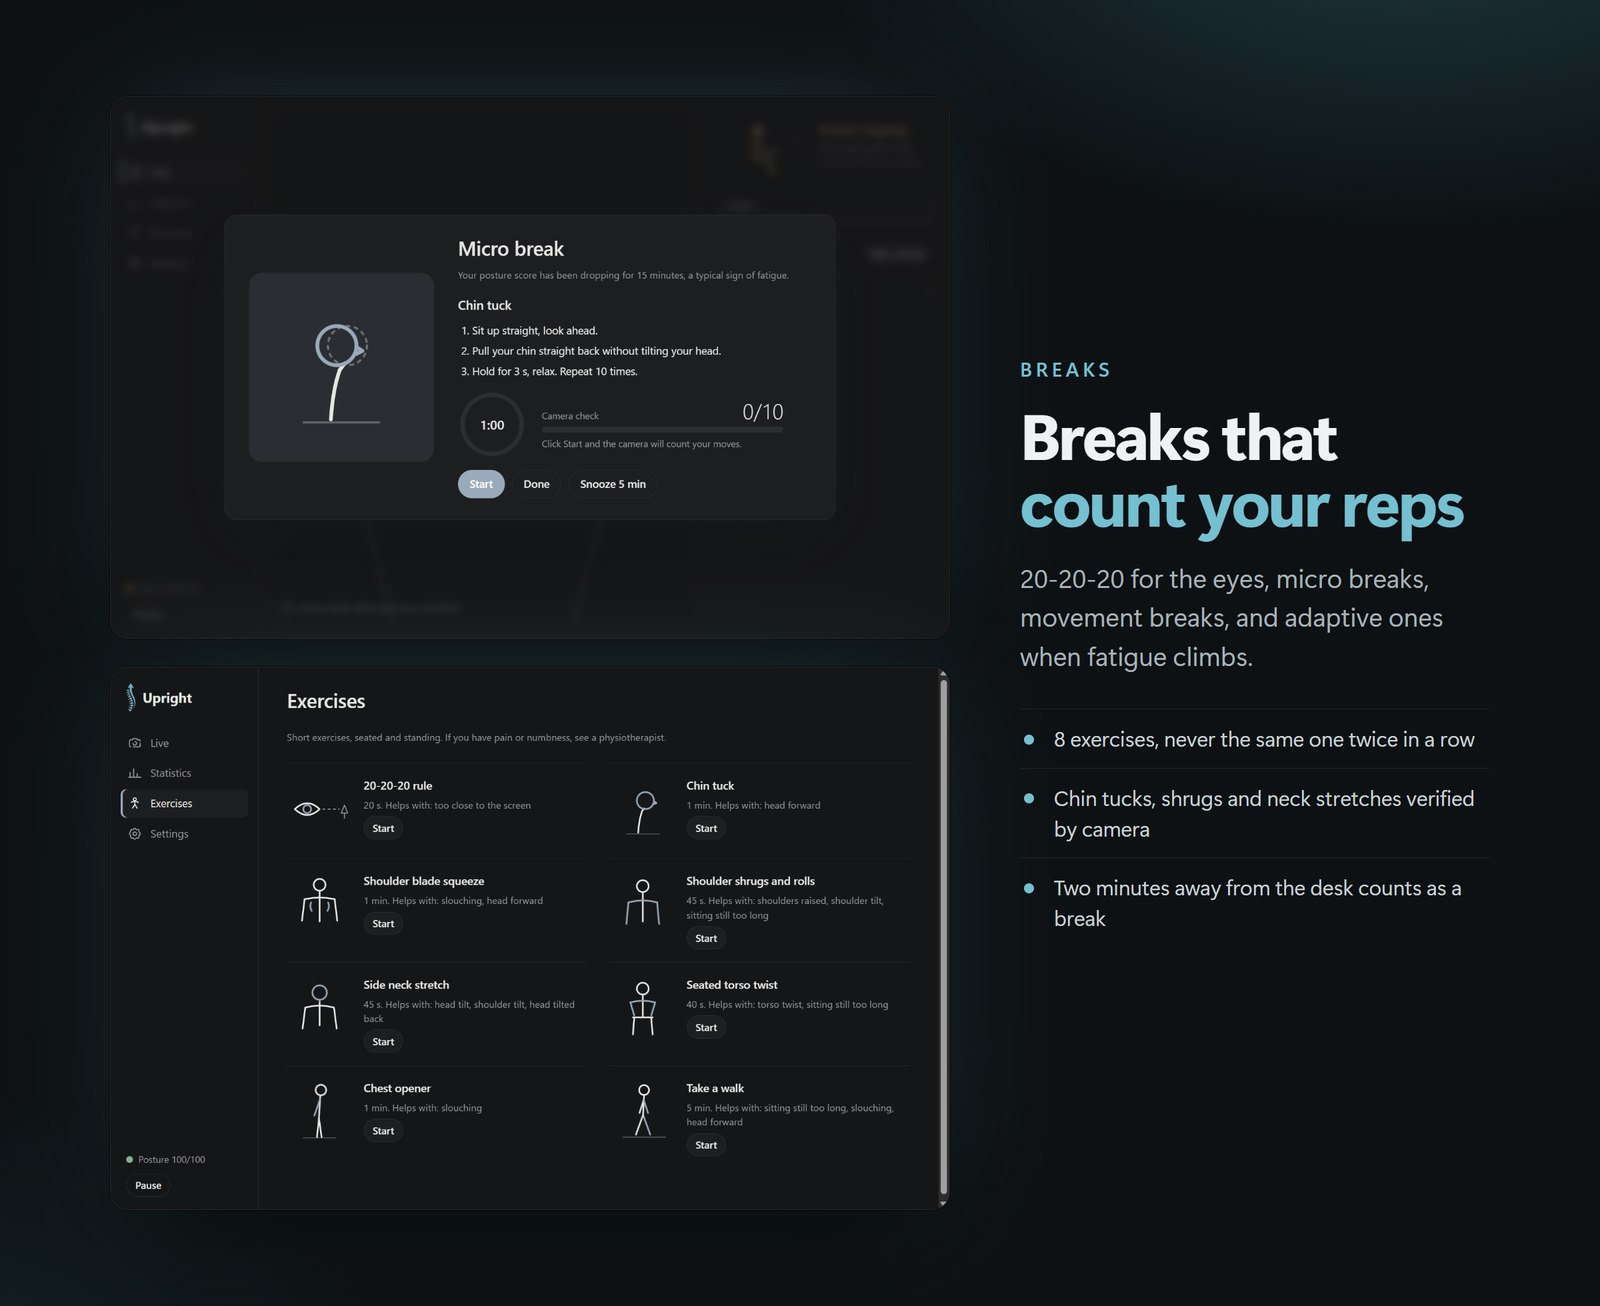 Micro break
Your posture score has been dropping for 15 minutes, a typical sign of fatigue.
Chin tuck
1. Sit up straight, look ahead.
2. Pull your chin straight back without tilting your head.
3. Hold for 3 s, relax. Repeat 10 times.
1:00
Camera check
0/10
Click Start and the camera will count your moves.
Start
Done
Snooze 5 min
Upright
Live
Statistics
Exercises
Settings
Posture 100/100
Pause
Exercises
Short exercises, seated and standing. If you have pain or numbness, see a physiotherapist.
20-20-20 rule
20 s. Helps with: too close to the screen
Start
Chin tuck
1 min. Helps with: head forward
Start
Shoulder blade squeeze
1 min. Helps with: slouching, head forward
Start
Shoulder shrugs and rolls
45 s. Helps with: shoulders raised, shoulder tilt,
sitting still too long
Start
Side neck stretch
45 s. Helps with: head tilt, shoulder tilt, head tilted
back
Start
Seated torso twist
40 s. Helps with: torso twist, sitting still too long
Start
Chest opener
1 min. Helps with: slouching
Start
Take a walk
5 min. Helps with: sitting still too long, slouching,
head forward
Start
BREAKS
Breaks that
count your reps
20-20-20 for the eyes, micro breaks,
movement breaks, and adaptive ones
when fatigue climbs.
8 exercises, never the same one twice in a row
Chin tucks, shrugs and neck stretches verified
by camera
Two minutes away from the desk counts as a
break